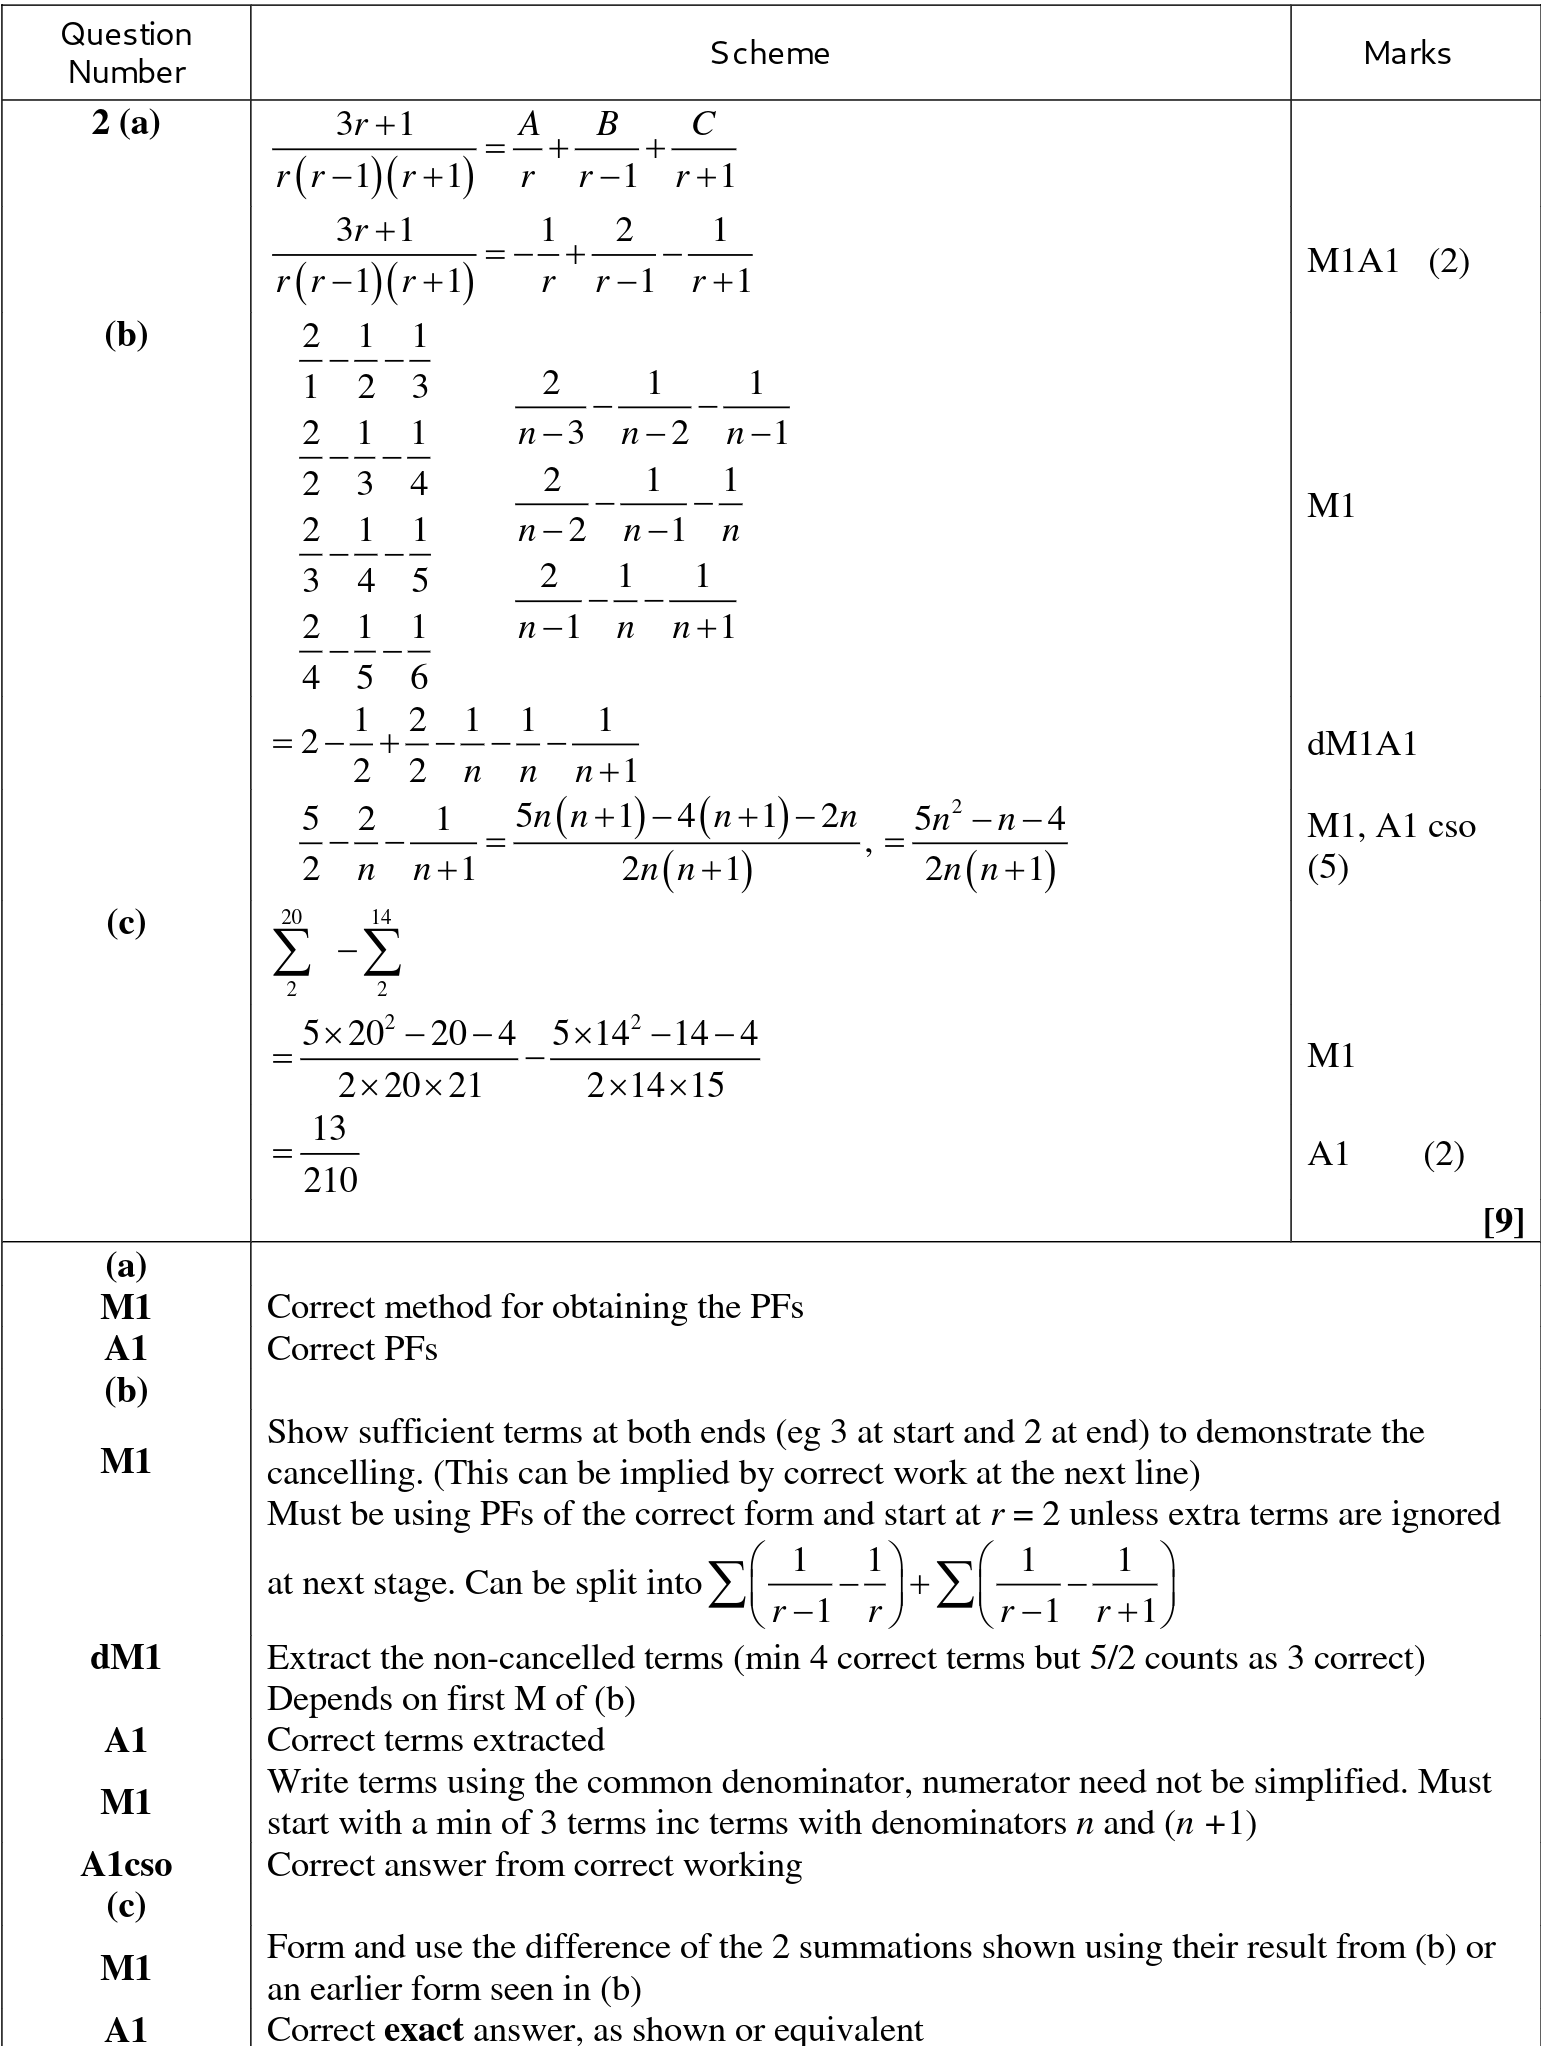 Question Number | Scheme | Marks
2 (a) | $\frac{3r+1}{r(r-1)(r+1)} = \frac{A}{r} + \frac{B}{r-1} + \frac{C}{r+1}$
$\frac{3r+1}{r(r-1)(r+1)} = -\frac{1}{r} + \frac{2}{r-1} - \frac{1}{r+1}$ | M1A1 (2)
(b) | $\frac{2}{1} - \frac{1}{2} - \frac{1}{3}$
$\frac{2}{n-3} - \frac{1}{n-2} - \frac{1}{n-1}$
$\frac{2}{2} - \frac{1}{3} - \frac{1}{4}$
$\frac{2}{n-2} - \frac{1}{n-1} - \frac{1}{n}$ | M1
$\frac{2}{3} - \frac{1}{4} - \frac{1}{5}$
$\frac{2}{n-1} - \frac{1}{n} - \frac{1}{n+1}$
$\frac{2}{4} - \frac{1}{5} - \frac{1}{6}$
$= 2 - \frac{1}{2} + \frac{2}{2} - \frac{1}{n} - \frac{1}{n} - \frac{1}{n+1}$ | dM1A1
$\frac{5}{2} - \frac{2}{n} - \frac{1}{n+1} = \frac{5n(n+1)-4(n+1)-2n}{2n(n+1)}, = \frac{5n^2-n-4}{2n(n+1)}$ | M1, A1 cso (5)
(c) | $\sum_{2}^{20} - \sum_{2}^{14}$
$= \frac{5\times20^2-20-4}{2\times20\times21} - \frac{5\times14^2-14-4}{2\times14\times15}$ | M1
$= \frac{13}{210}$ | A1 (2)
[9]
(a)
M1 | Correct method for obtaining the PFs
A1 | Correct PFs
(b)
M1 | Show sufficient terms at both ends (eg 3 at start and 2 at end) to demonstrate the
cancelling. (This can be implied by correct work at the next line)
Must be using PFs of the correct form and start at r = 2 unless extra terms are ignored
at next stage. Can be split into $\sum\left(\frac{1}{r-1} - \frac{1}{r}\right) + \sum\left(\frac{1}{r-1} - \frac{1}{r+1}\right)$
dM1 | Extract the non-cancelled terms (min 4 correct terms but 5/2 counts as 3 correct)
Depends on first M of (b)
A1 | Correct terms extracted
M1 | Write terms using the common denominator, numerator need not be simplified. Must
start with a min of 3 terms inc terms with denominators n and (n +1)
A1cso | Correct answer from correct working
(c)
M1 | Form and use the difference of the 2 summations shown using their result from (b) or
an earlier form seen in (b)
A1 | Correct exact answer, as shown or equivalent